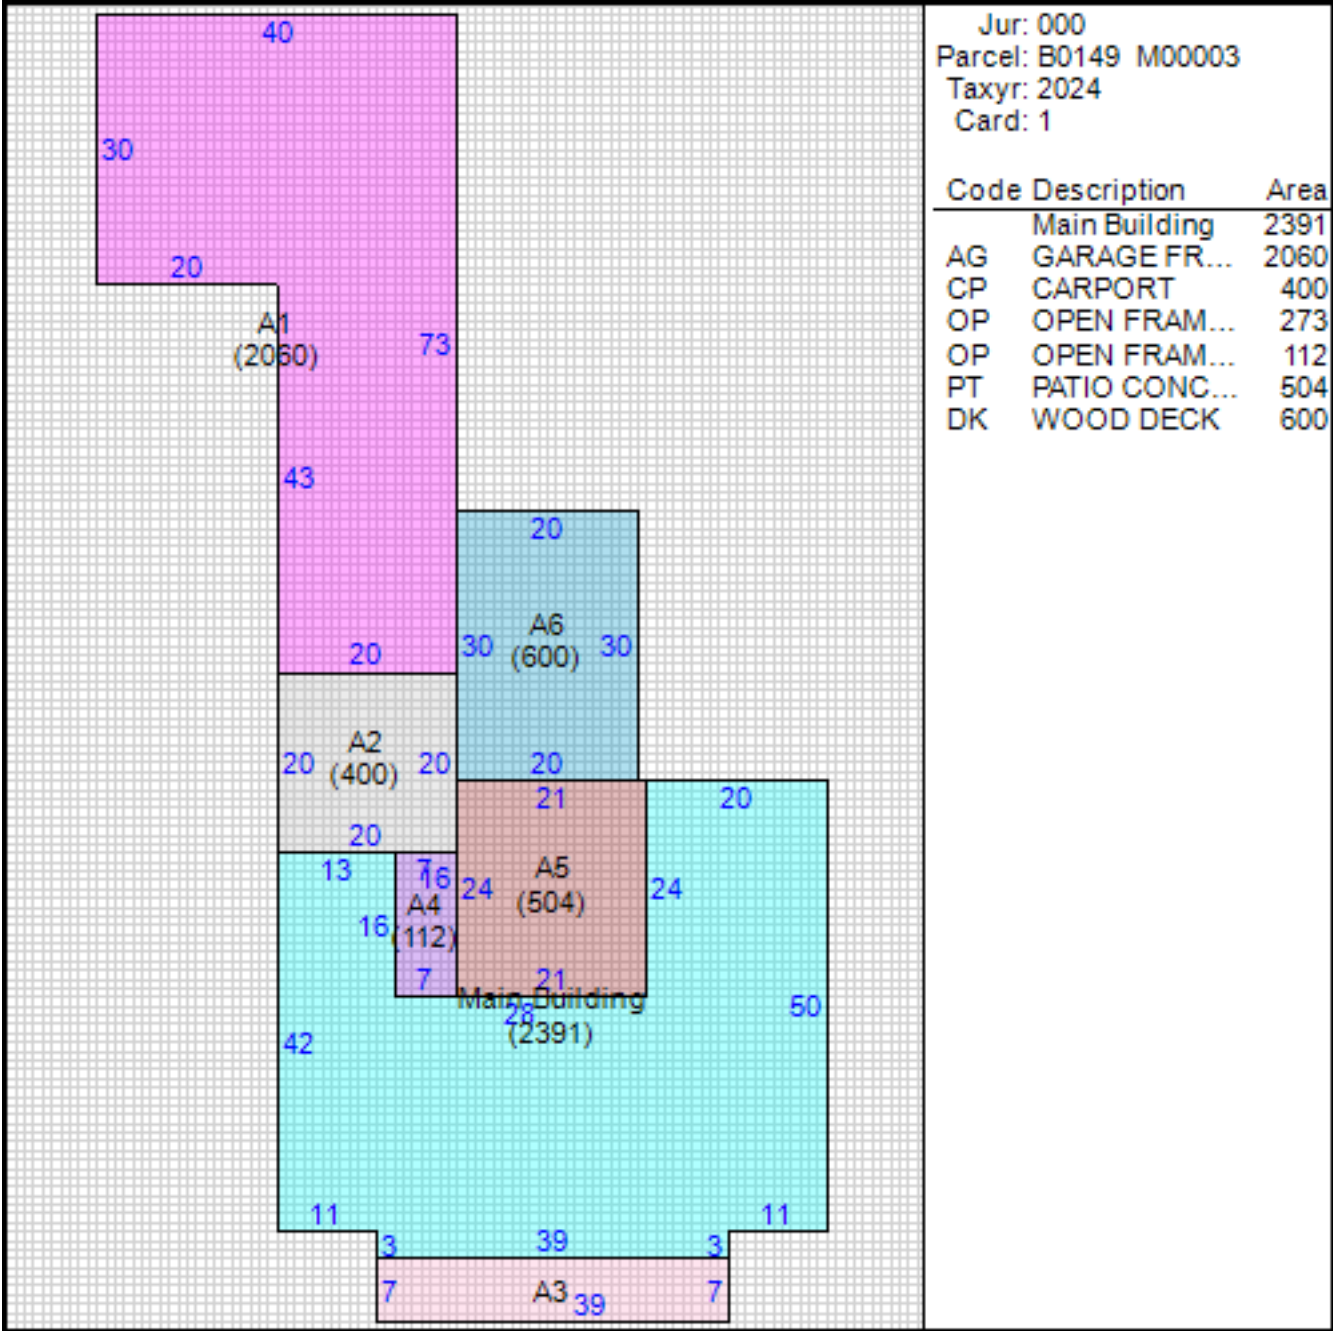 Jur: 000
Parcel: B0149 M00003
Taxyr: 2024
Card: 1
Code Description Area
Main Building 2391
AG GARAGE FR... 2060
CP CARPORT 400
OP OPEN FRAM... 273
OP OPEN FRAM... 112
PT PATIO CONC... 504
DK WOOD DECK 600
40
30
20
A1
(2060)
73
43
20
20
A6
30 (600) 30
20
A2
20 (400) 20
20
21
20
13
7
16
A4
16 (112)
7
A5
24 (504) 24
21
Main Building
28
(2391)
42
50
11
11
3 39 3
7 A3 39 7